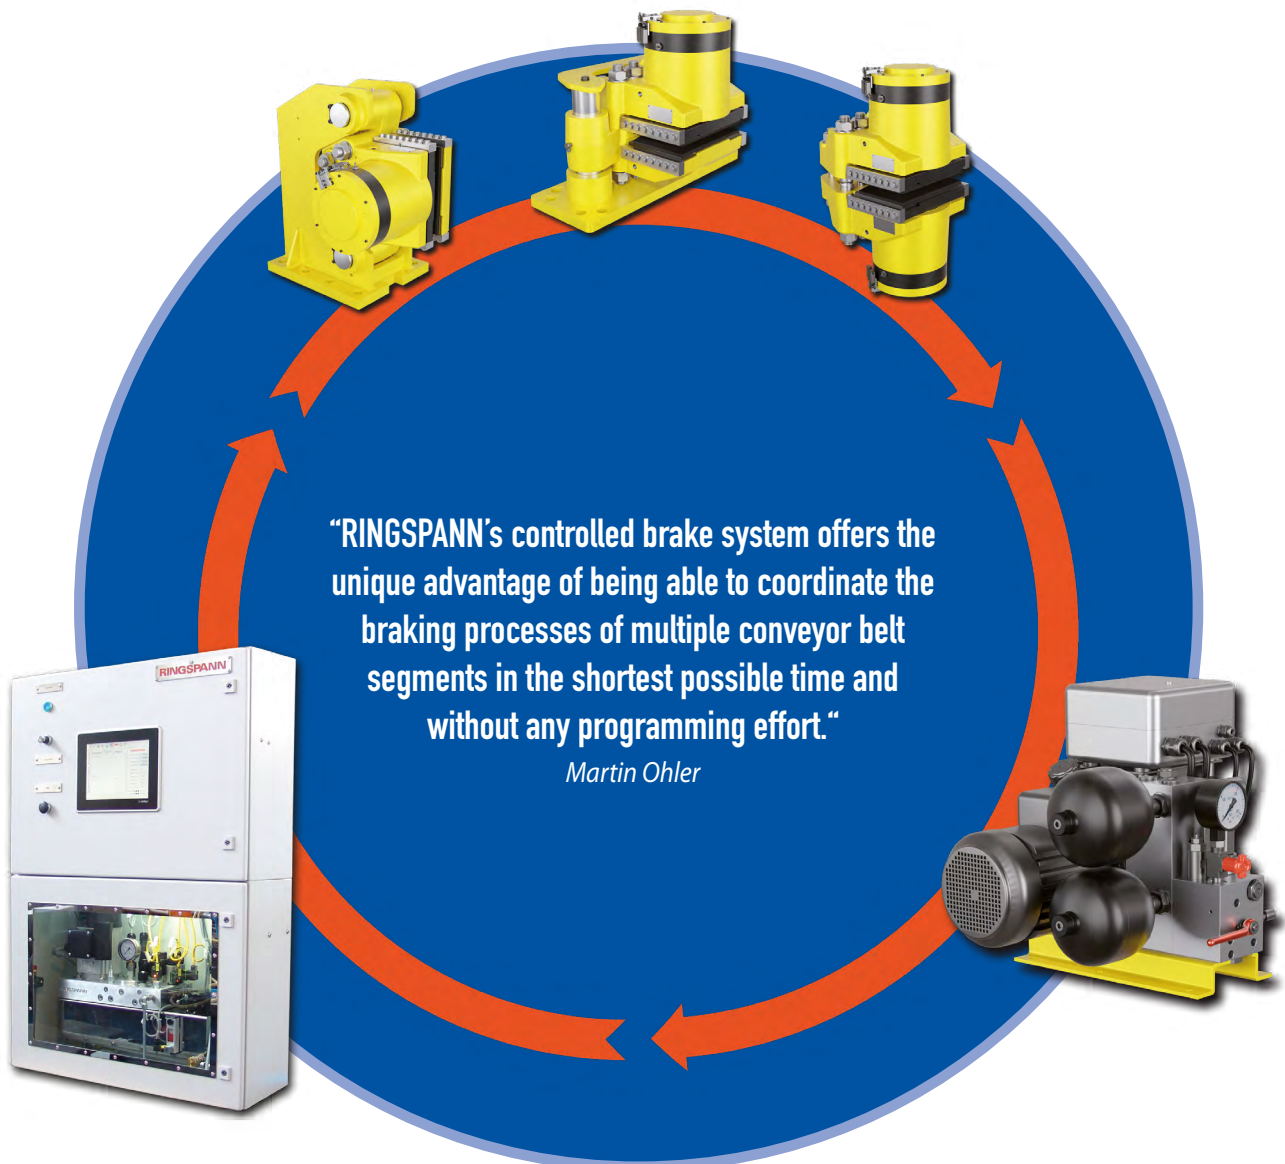 “RINGSPANN‘s controlled brake system offers the
unique advantage of being able to coordinate the
braking processes of multiple conveyor belt
segments in the shortest possible time and
without any programming effort.“
Martin Ohler
RINGSPANN